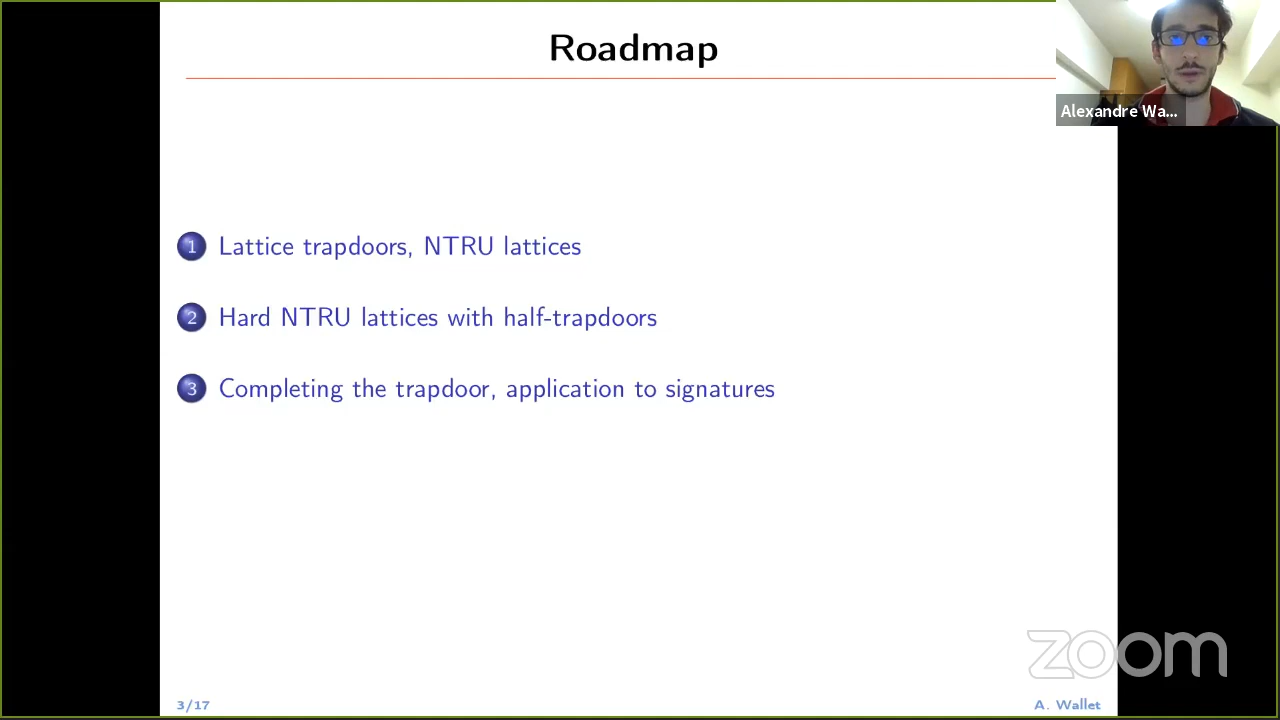 Roadmap
Alexandre Wa...
1 Lattice trapdoors, NTRU lattices
2 Hard NTRU lattices with half-trapdoors
3 Completing the trapdoor, application to signatures
zoom
3/17
A. Wallet